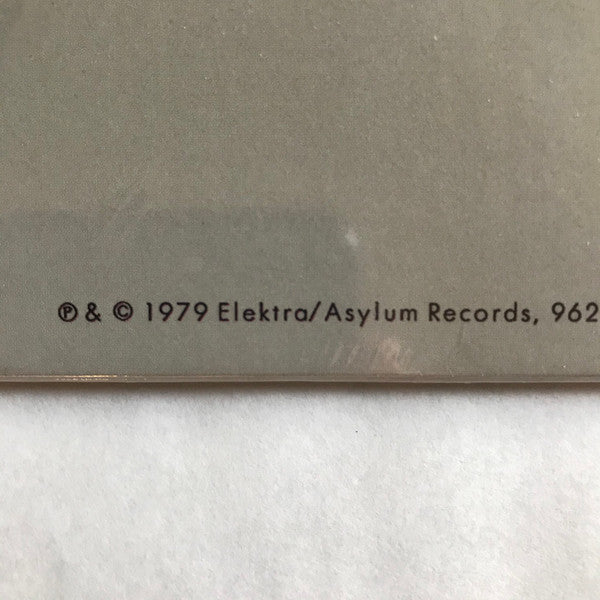 ℗ & © 1979 Elektra/Asylum Records, 962